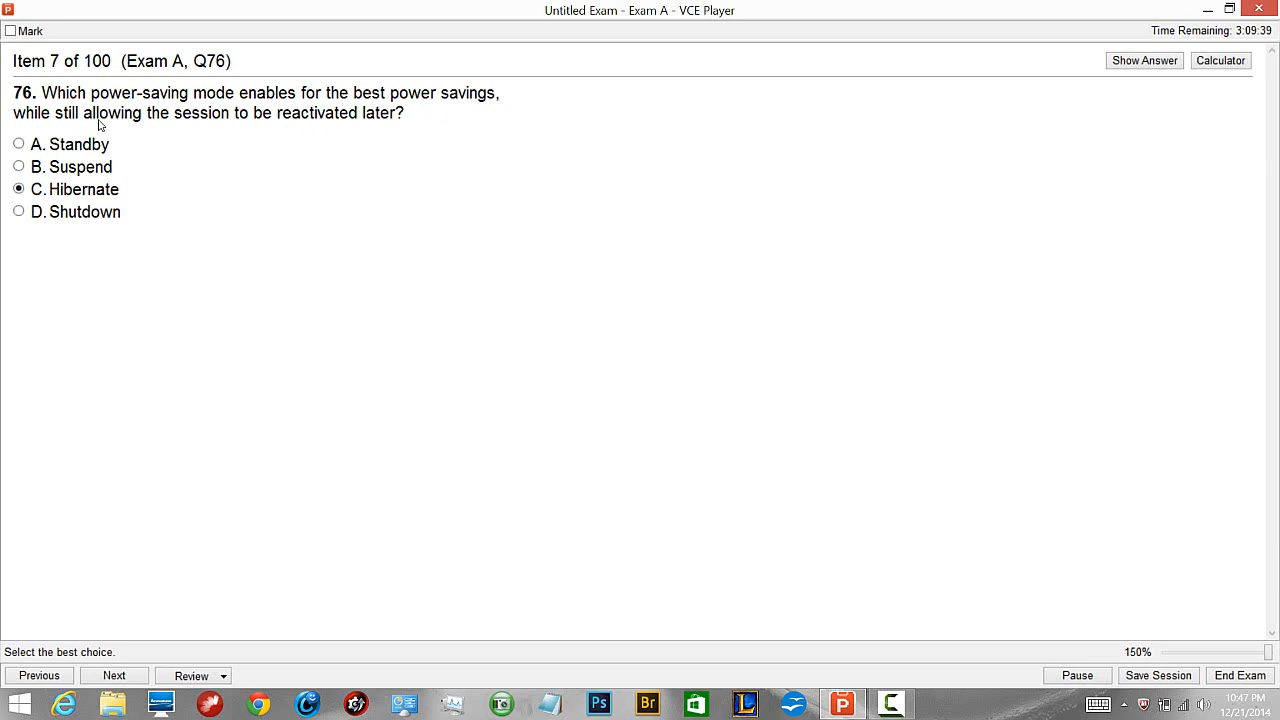 Untitled Exam - Exam A - VCE Player
Mark
Time Remaining: 3:09:39
Item 7 of 100 (Exam A, Q76)
Show Answer
Calculator
76. Which power-saving mode enables for the best power savings,
while still allowing the session to be reactivated later?
A. Standby
B. Suspend
C. Hibernate
D. Shutdown
Select the best choice.
150%
Previous
Next
Review
Pause
Save Session
End Exam
Ps
Br
L
P
C
10:47 PM
12/21/2014